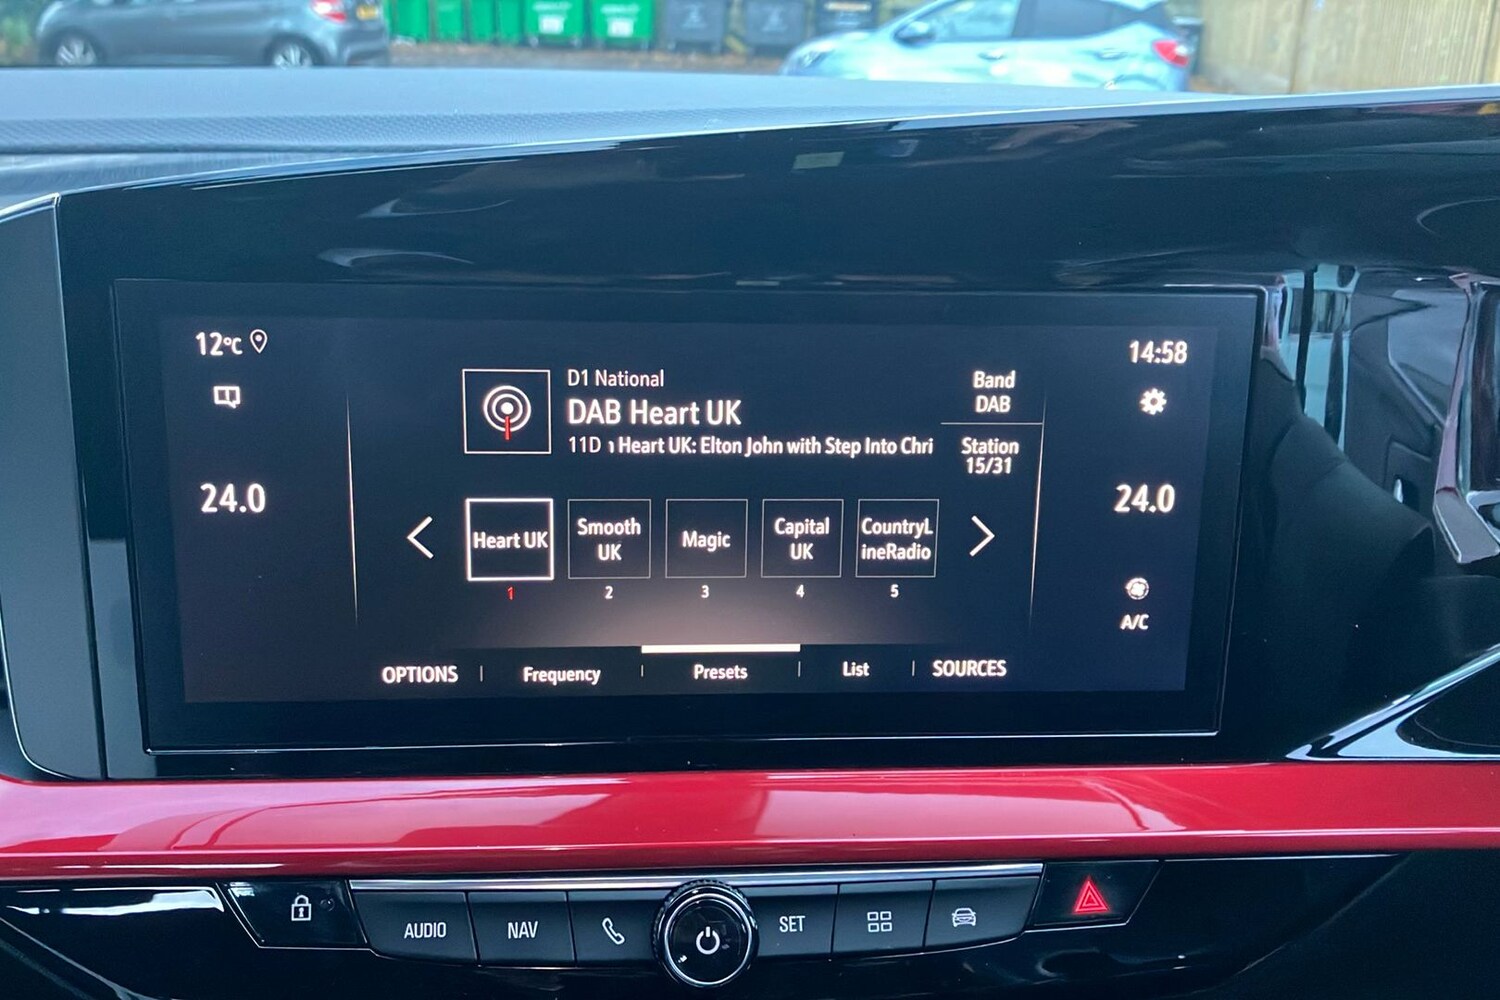 12°C
14:58
D1 National
DAB Heart UK
11D
Heart UK: Elton John with Step Into Chri
Band
DAB
Station
15/31
24.0
24.0
Heart UK
Smooth
UK
Magic
Capital
UK
CountryL
ineRadio
1
2
3
4
5
A/C
OPTIONS
Frequency
Presets
List
SOURCES
AUDIO
NAV
SET